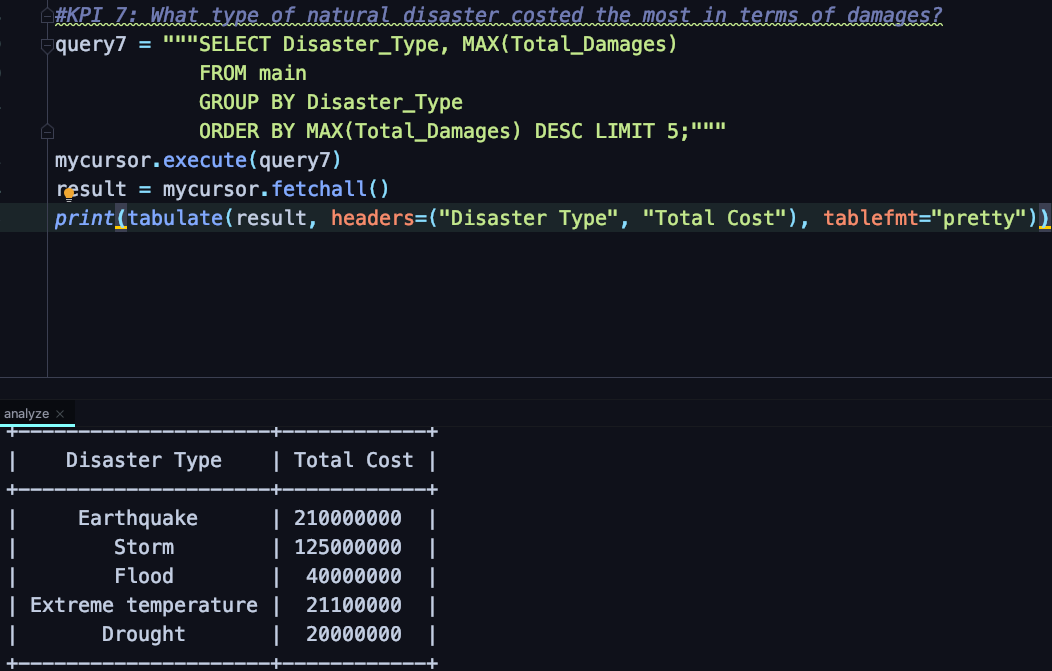 #KPI 7: What type of natural disaster costed the most in terms of damages?
query7 = """SELECT Disaster_Type, MAX(Total_Damages)
FROM main
GROUP BY Disaster_Type
ORDER BY MAX(Total_Damages) DESC LIMIT 5;"""
mycursor.execute(query7)
result = mycursor.fetchall()
print(tabulate(result, headers=("Disaster Type", "Total Cost"), tablefmt="pretty"))
analyze ×
+---------------------+------------+
| Disaster Type | Total Cost |
+---------------------+------------+
| Earthquake | 210000000 |
| Storm | 125000000 |
| Flood | 40000000 |
| Extreme temperature | 21100000 |
| Drought | 20000000 |
+---------------------+------------+